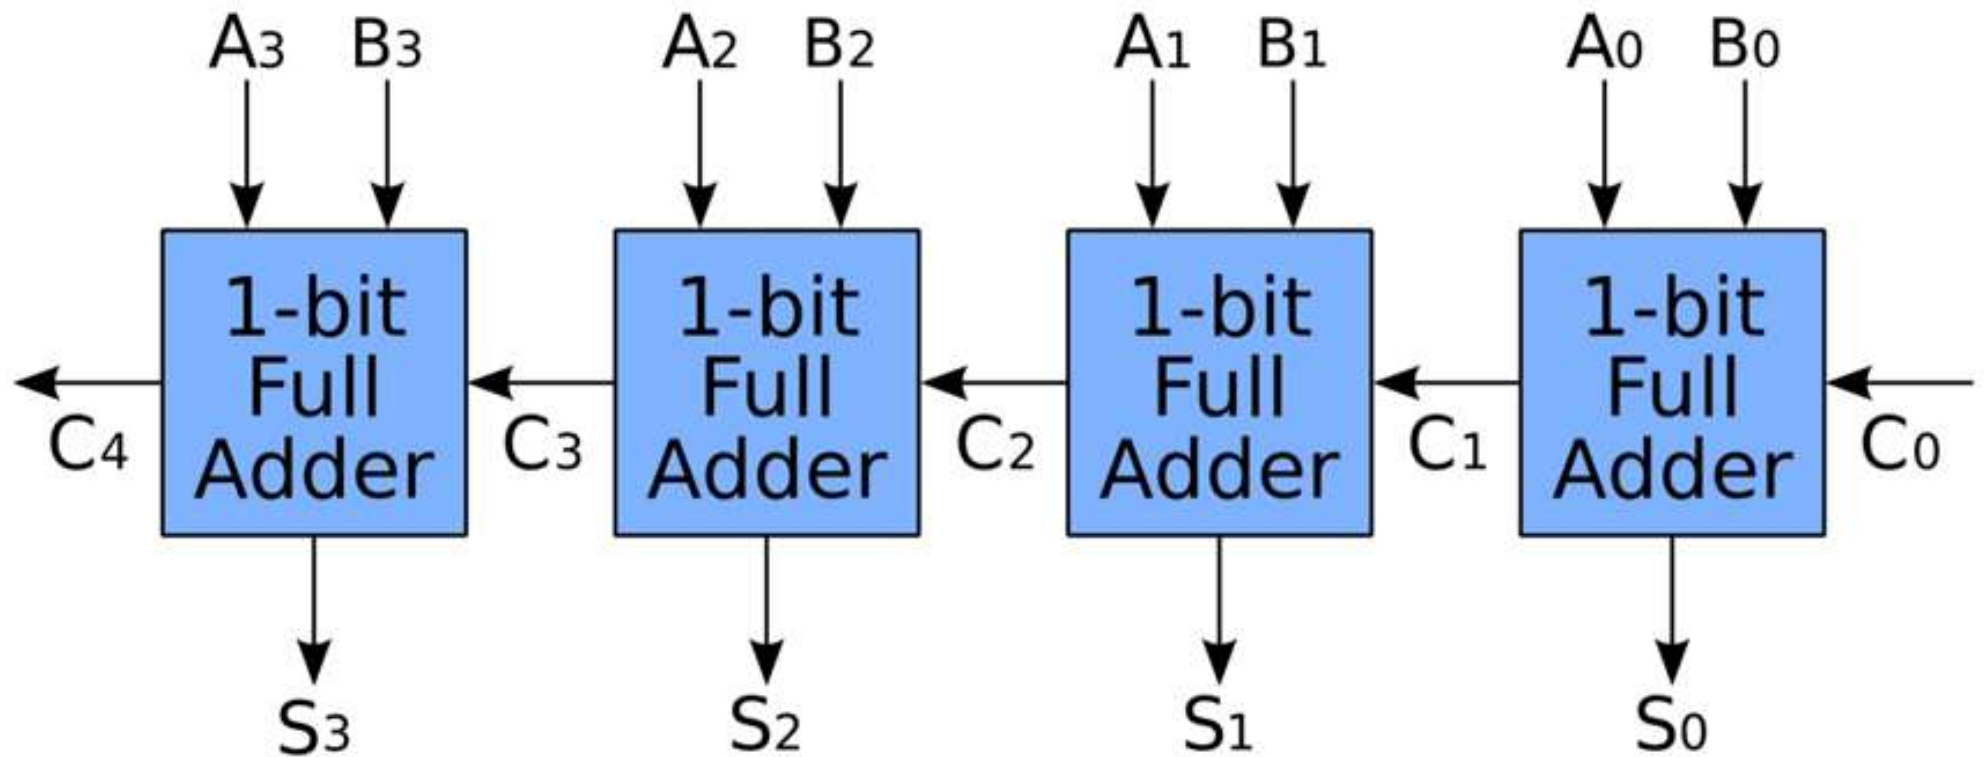 A3 B3 A2 B2 A1 B1 A0 B0
1-bit Full Adder
1-bit Full Adder
1-bit Full Adder
1-bit Full Adder
C4 C3 C2 C1 C0
S3 S2 S1 S0